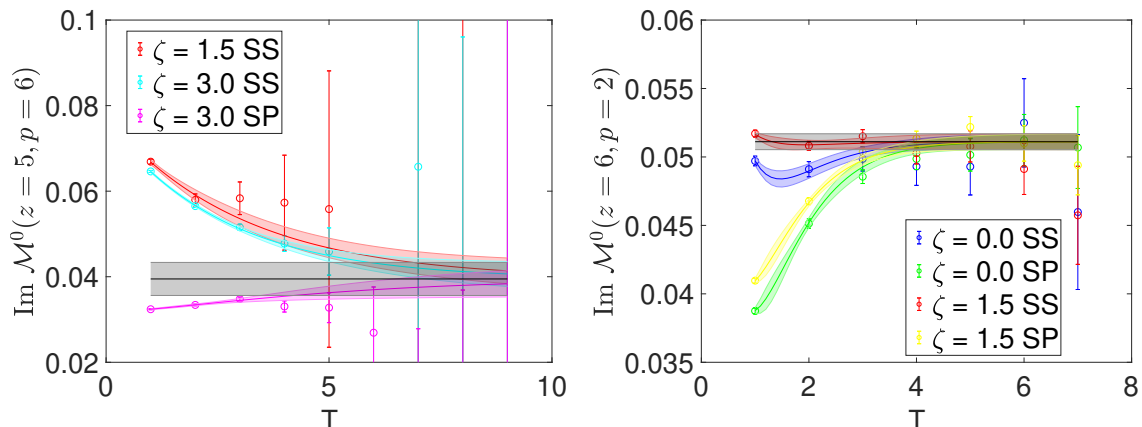 Im M⁰(z = 5, p = 6)
0.1
0.08
0.06
0.04
0.02
ζ = 1.5 SS
ζ = 3.0 SS
ζ = 3.0 SP
0
5
10
T
Im M⁰(z = 6, p = 2)
0.06
0.055
0.05
0.045
0.04
0.035
ζ = 0.0 SS
ζ = 0.0 SP
ζ = 1.5 SS
ζ = 1.5 SP
0
2
4
6
8
T